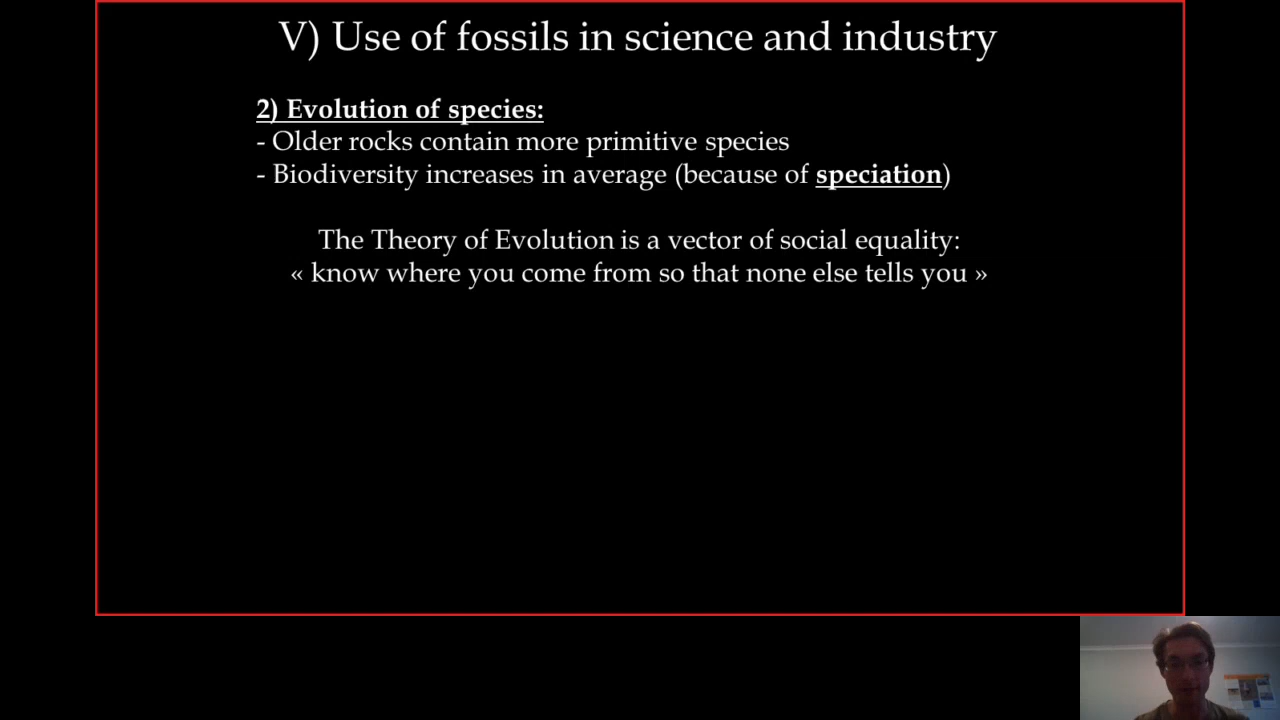 V) Use of fossils in science and industry
2) Evolution of species:
- Older rocks contain more primitive species
- Biodiversity increases in average (because of speciation)
The Theory of Evolution is a vector of social equality:
« know where you come from so that none else tells you »